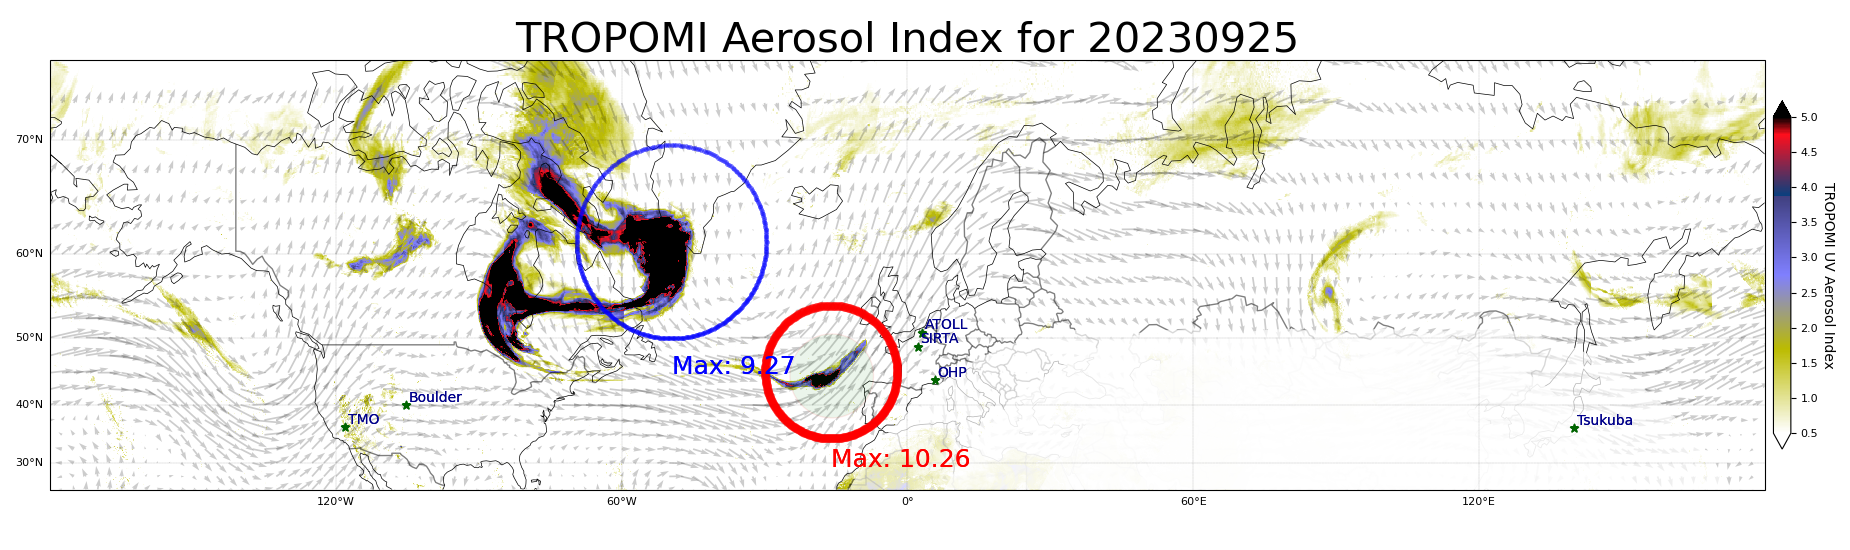 TROPOMI Aerosol Index for 20230925
70°N
60°N
50°N
40°N
30°N
120°W
60°W
0°
60°E
120°E
ATOLL
SIRTA
OHP
Boulder
TMO
Tsukuba
Max: 9.27
Max: 10.26
5.0
4.5
4.0
3.5
3.0
2.5
2.0
1.5
1.0
0.5
TROPOMI UV Aerosol Index